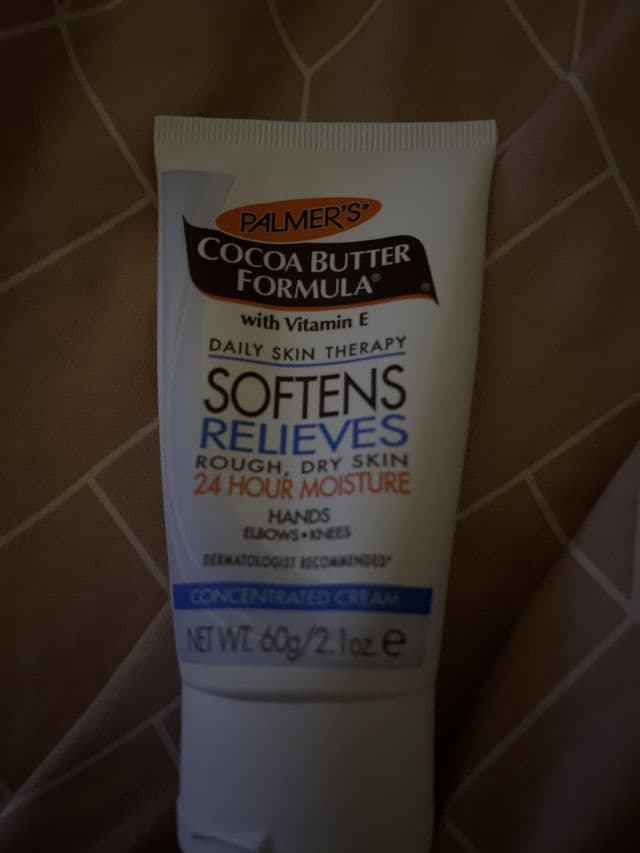 PALMER'S®
COCOA BUTTER
FORMULA®
with Vitamin E
DAILY SKIN THERAPY
SOFTENS
RELIEVES
ROUGH, DRY SKIN
24 HOUR MOISTURE
HANDS
ELBOWS • KNEES
DERMATOLOGIST RECOMMENDED*
CONCENTRATED CREAM
NET WT. 60g/2.1oz. e